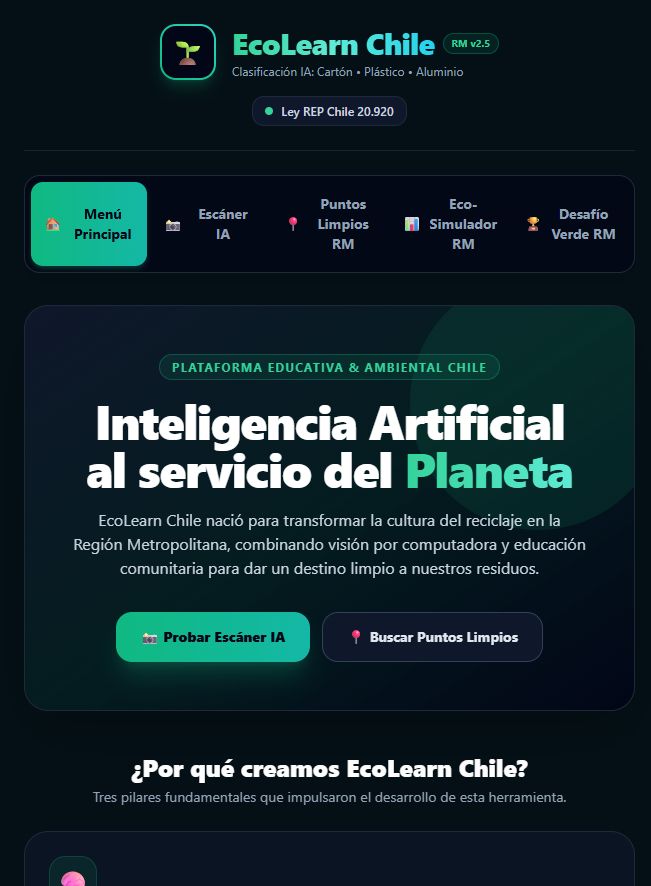 EcoLearn Chile
RM v2.5
Clasificación IA: Cartón • Plástico • Aluminio
Ley REP Chile 20.920
Menú
Principal
Escáner
IA
Puntos
Limpios
RM
Eco-
Simulador
RM
Desafío
Verde RM
PLATAFORMA EDUCATIVA & AMBIENTAL CHILE
Inteligencia Artificial
al servicio del Planeta
EcoLearn Chile nació para transformar la cultura del reciclaje en la
Región Metropolitana, combinando visión por computadora y educación
comunitaria para dar un destino limpio a nuestros residuos.
Probar Escáner IA
Buscar Puntos Limpios
¿Por qué creamos EcoLearn Chile?
Tres pilares fundamentales que impulsaron el desarrollo de esta herramienta.